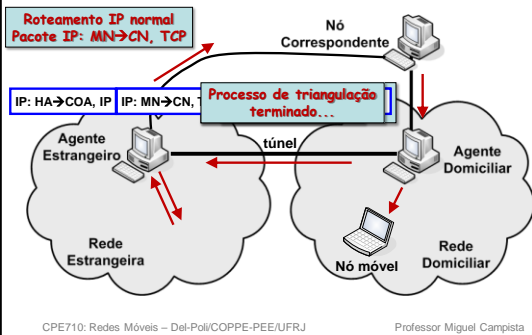 Roteamento IP normal
Pacote IP: MN→CN, TCP
Nó
Correspondente
IP: HA→COA, IP
IP: MN→CN,
Processo de triangulação
terminado...
Agente
Estrangeiro
túnel
Agente
Domiciliar
Rede
Estrangeira
Nó móvel
Rede
Domiciliar
CPE710: Redes Móveis – Del-Poli/COPPE-PEE/UFRJ
Professor Miguel Campista